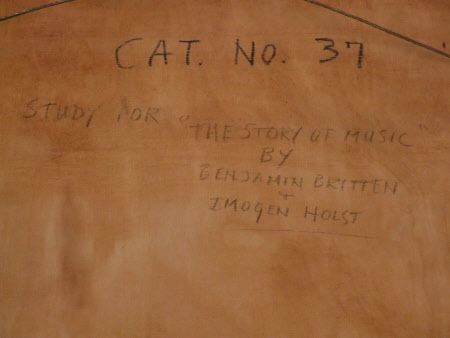 CAT. NO. 37
STUDY FOR "THE STORY OF MUSIC"
BY
BENJAMIN BRITTEN
+
IMOGEN HOLST